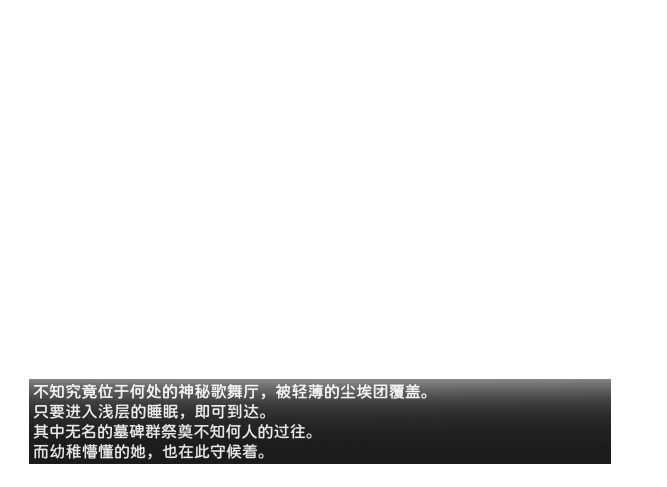 不知究竟位于何处的神秘歌舞厅，被轻薄的尘埃团覆盖。
只要进入浅层的睡眠，即可到达。
其中无名的墓碑群祭奠不知何人的过往。
而幼稚懵懂的她，也在此守候着。